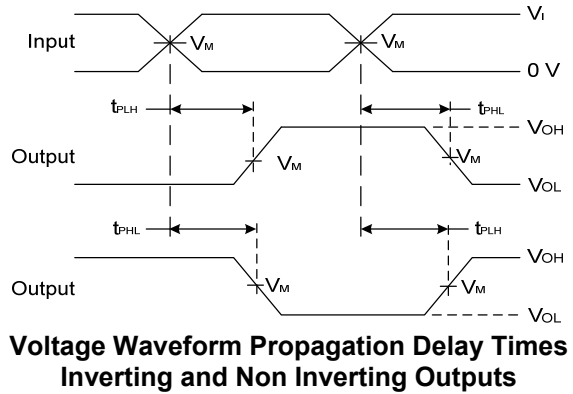 VI
Input VM VM
0 V
tPLH tPHL
VOH
Output VM VM
VOL
tPHL tPLH
VOH
Output VM VM
VOL
Voltage Waveform Propagation Delay Times
Inverting and Non Inverting Outputs